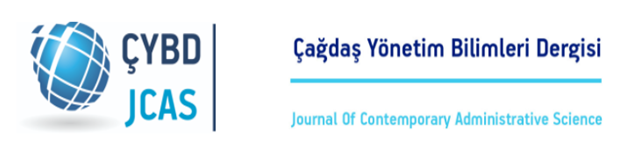 ÇYBD
JCAS
Çağdaş Yönetim Bilimleri Dergisi
Journal Of Contemporary Administrative Science